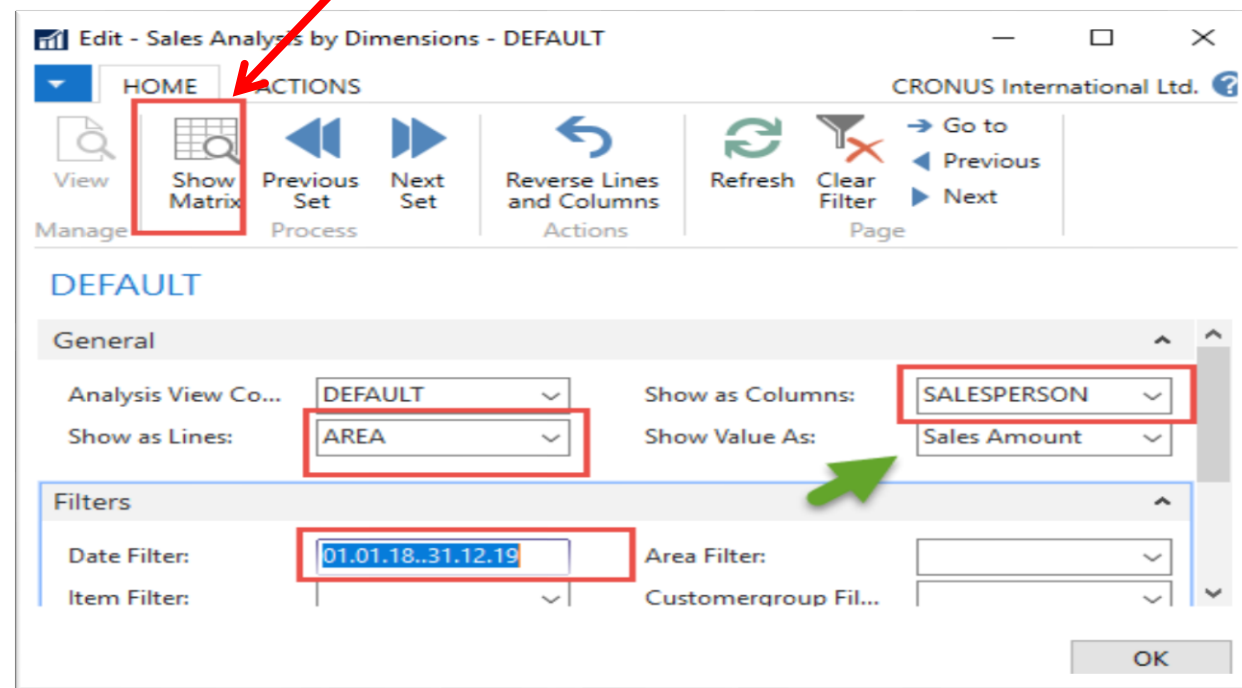 Edit - Sales Analysis by Dimensions - DEFAULT
HOME ACTIONS CRONUS International Ltd. ?
View
Show Matrix
Previous Set
Next Set
Reverse Lines and Columns
Refresh
Clear Filter
Go to
Previous
Next
Manage Process Actions Page
DEFAULT
General
Analysis View Co... DEFAULT Show as Columns: SALESPERSON
Show as Lines: AREA Show Value As: Sales Amount
Filters
Date Filter: 01.01.18..31.12.19 Area Filter:
Item Filter: Customergroup Fil...
OK